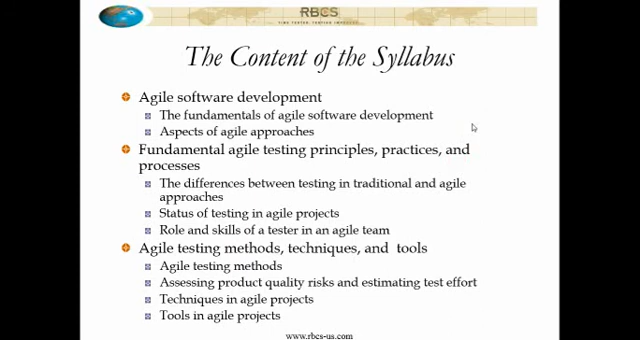 RBCS
The Content of the Syllabus
Agile software development
The fundamentals of agile software development
Aspects of agile approaches
Fundamental agile testing principles, practices, and
processes
The differences between testing in traditional and agile
approaches
Status of testing in agile projects
Role and skills of a tester in an agile team
Agile testing methods, techniques, and tools
Agile testing methods
Assessing product quality risks and estimating test effort
Techniques in agile projects
Tools in agile projects
www.rbcs-us.com